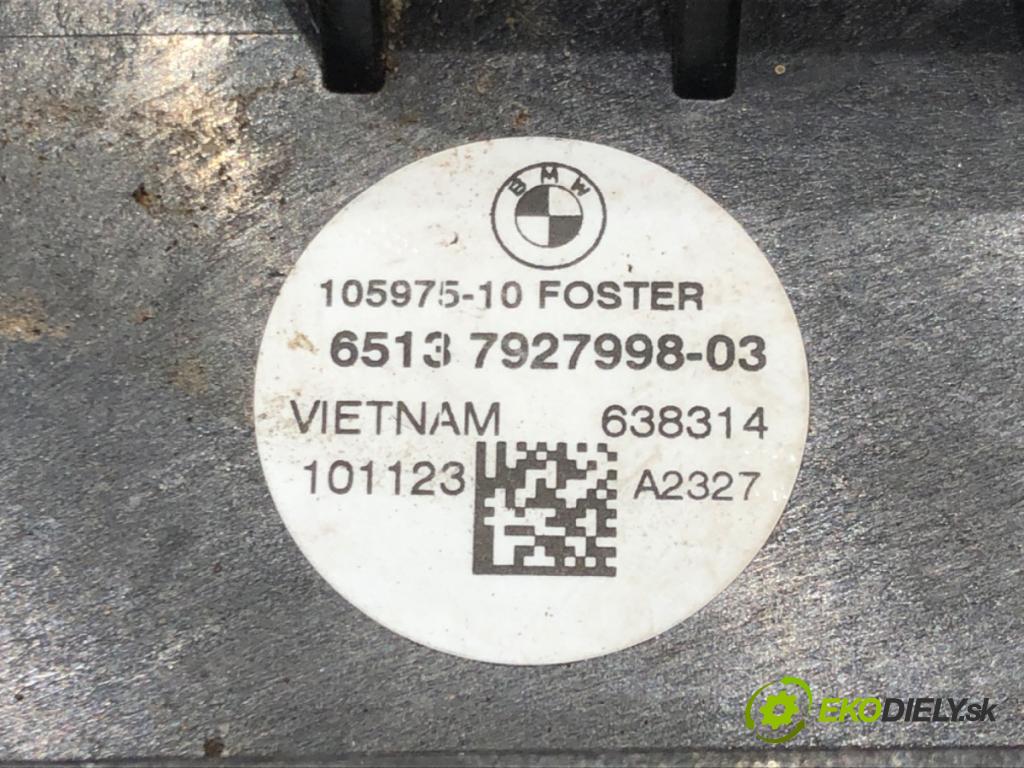 BMW
105975-10 FOSTER
6513 7927998-03
VIETNAM 638314
101123 A2327
EKODIELY.sk